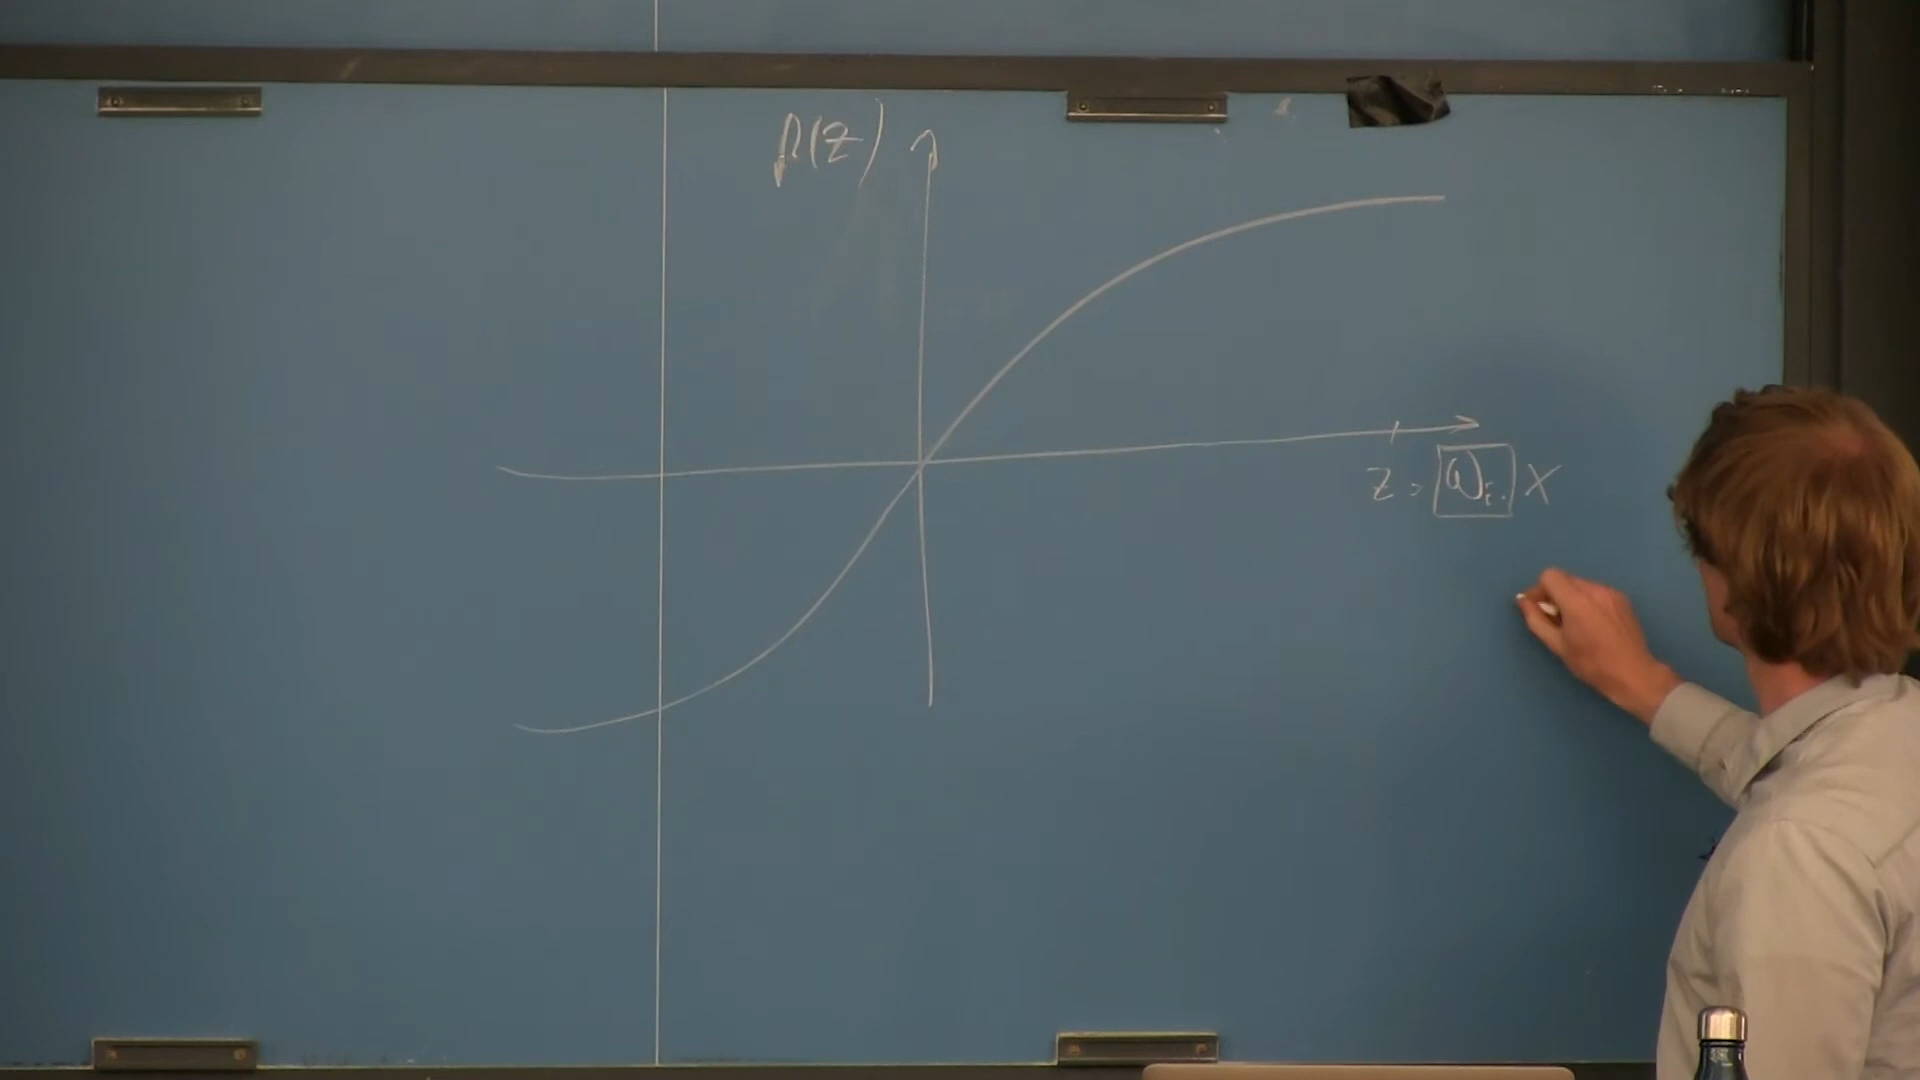 h(z)
z = W_i. X